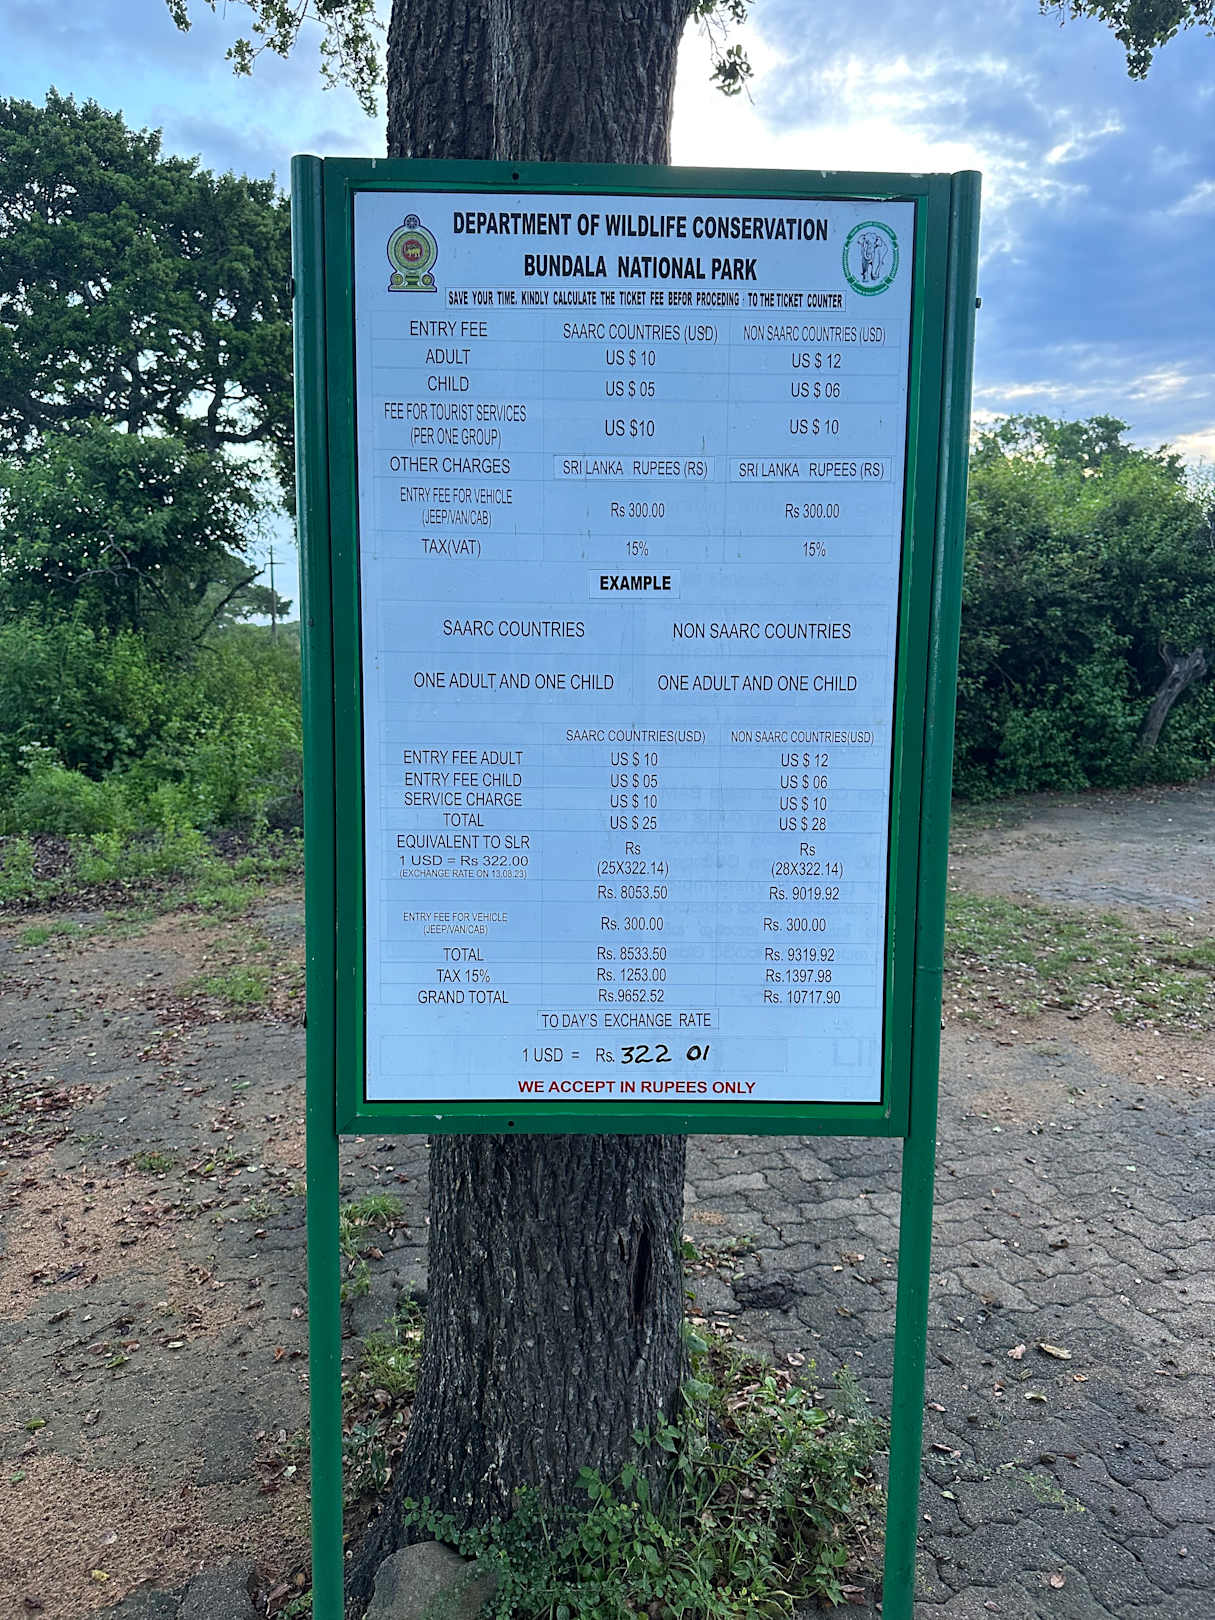 DEPARTMENT OF WILDLIFE CONSERVATION
BUNDALA NATIONAL PARK
SAVE YOUR TIME. KINDLY CALCULATE THE TICKET FEE BEFOR PROCEDING TO THE TICKET COUNTER
ENTRY FEE SAARC COUNTRIES (USD) NON SAARC COUNTRIES (USD)
ADULT US $ 10 US $ 12
CHILD US $ 05 US $ 06
FEE FOR TOURIST SERVICES
(PER ONE GROUP) US $10 US $ 10
OTHER CHARGES SRI LANKA RUPEES (RS) SRI LANKA RUPEES (RS)
ENTRY FEE FOR VEHICLE
(JEEP/VAN/CAB) Rs 300.00 Rs 300.00
TAX(VAT) 15% 15%
EXAMPLE
SAARC COUNTRIES NON SAARC COUNTRIES
ONE ADULT AND ONE CHILD ONE ADULT AND ONE CHILD
SAARC COUNTRIES(USD) NON SAARC COUNTRIES(USD)
ENTRY FEE ADULT US $ 10 US $ 12
ENTRY FEE CHILD US $ 05 US $ 06
SERVICE CHARGE US $ 10 US $ 10
TOTAL US $ 25 US $ 28
EQUIVALENT TO SLR Rs Rs
1 USD = Rs 322.00 (25X322.14) (28X322.14)
(EXCHANGE RATE ON 13.08.23)
Rs. 8053.50 Rs. 9019.92
ENTRY FEE FOR VEHICLE
(JEEP/VAN/CAB) Rs. 300.00 Rs. 300.00
TOTAL Rs. 8533.50 Rs. 9319.92
TAX 15% Rs. 1253.00 Rs.1397.98
GRAND TOTAL Rs.9652.52 Rs. 10717.90
TO DAY'S EXCHANGE RATE
1 USD = Rs. 322 01
WE ACCEPT IN RUPEES ONLY